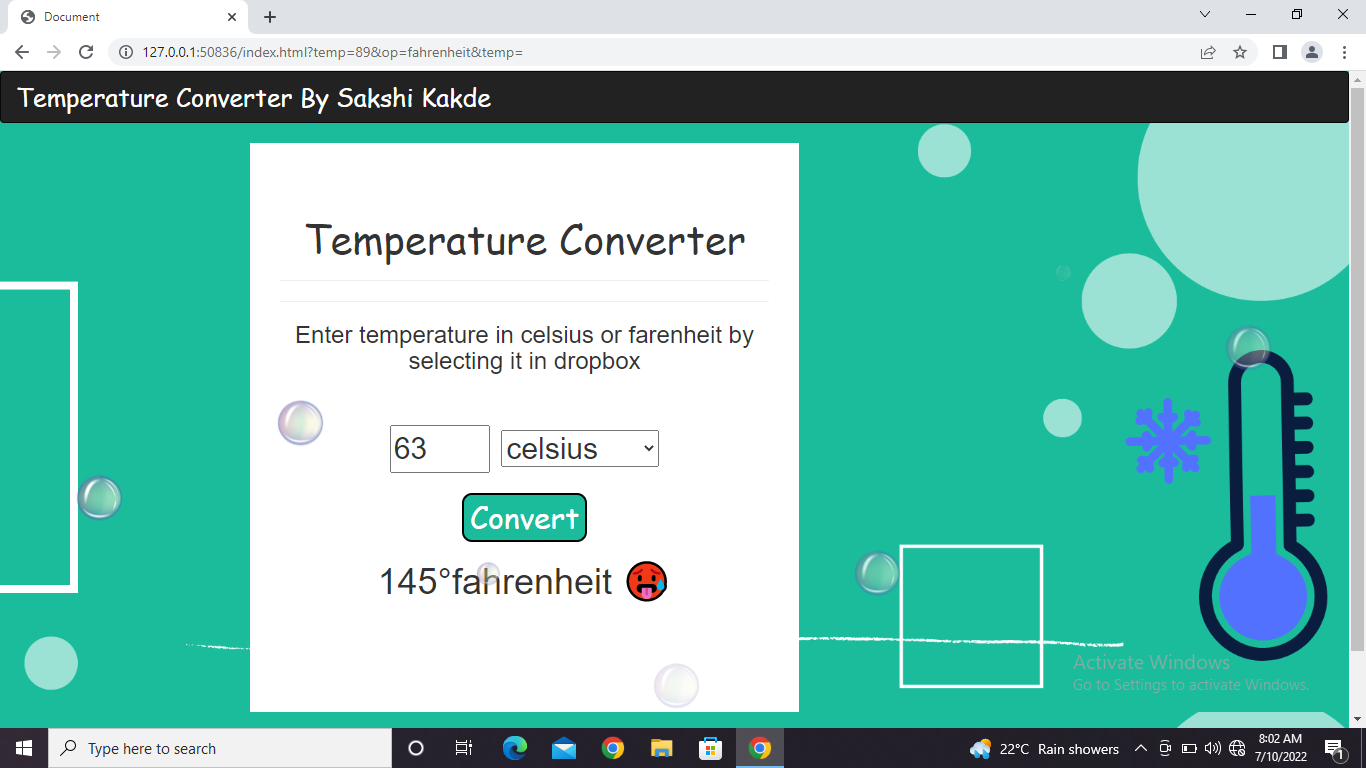 Document
127.0.0.1:50836/index.html?temp=89&op=fahrenheit&temp=
Temperature Converter By Sakshi Kakde
Temperature Converter
Enter temperature in celsius or farenheit by
selecting it in dropbox
63 celsius
Convert
145°fahrenheit
Activate Windows
Go to Settings to activate Windows.
Type here to search
22°C Rain showers
8:02 AM
7/10/2022
1